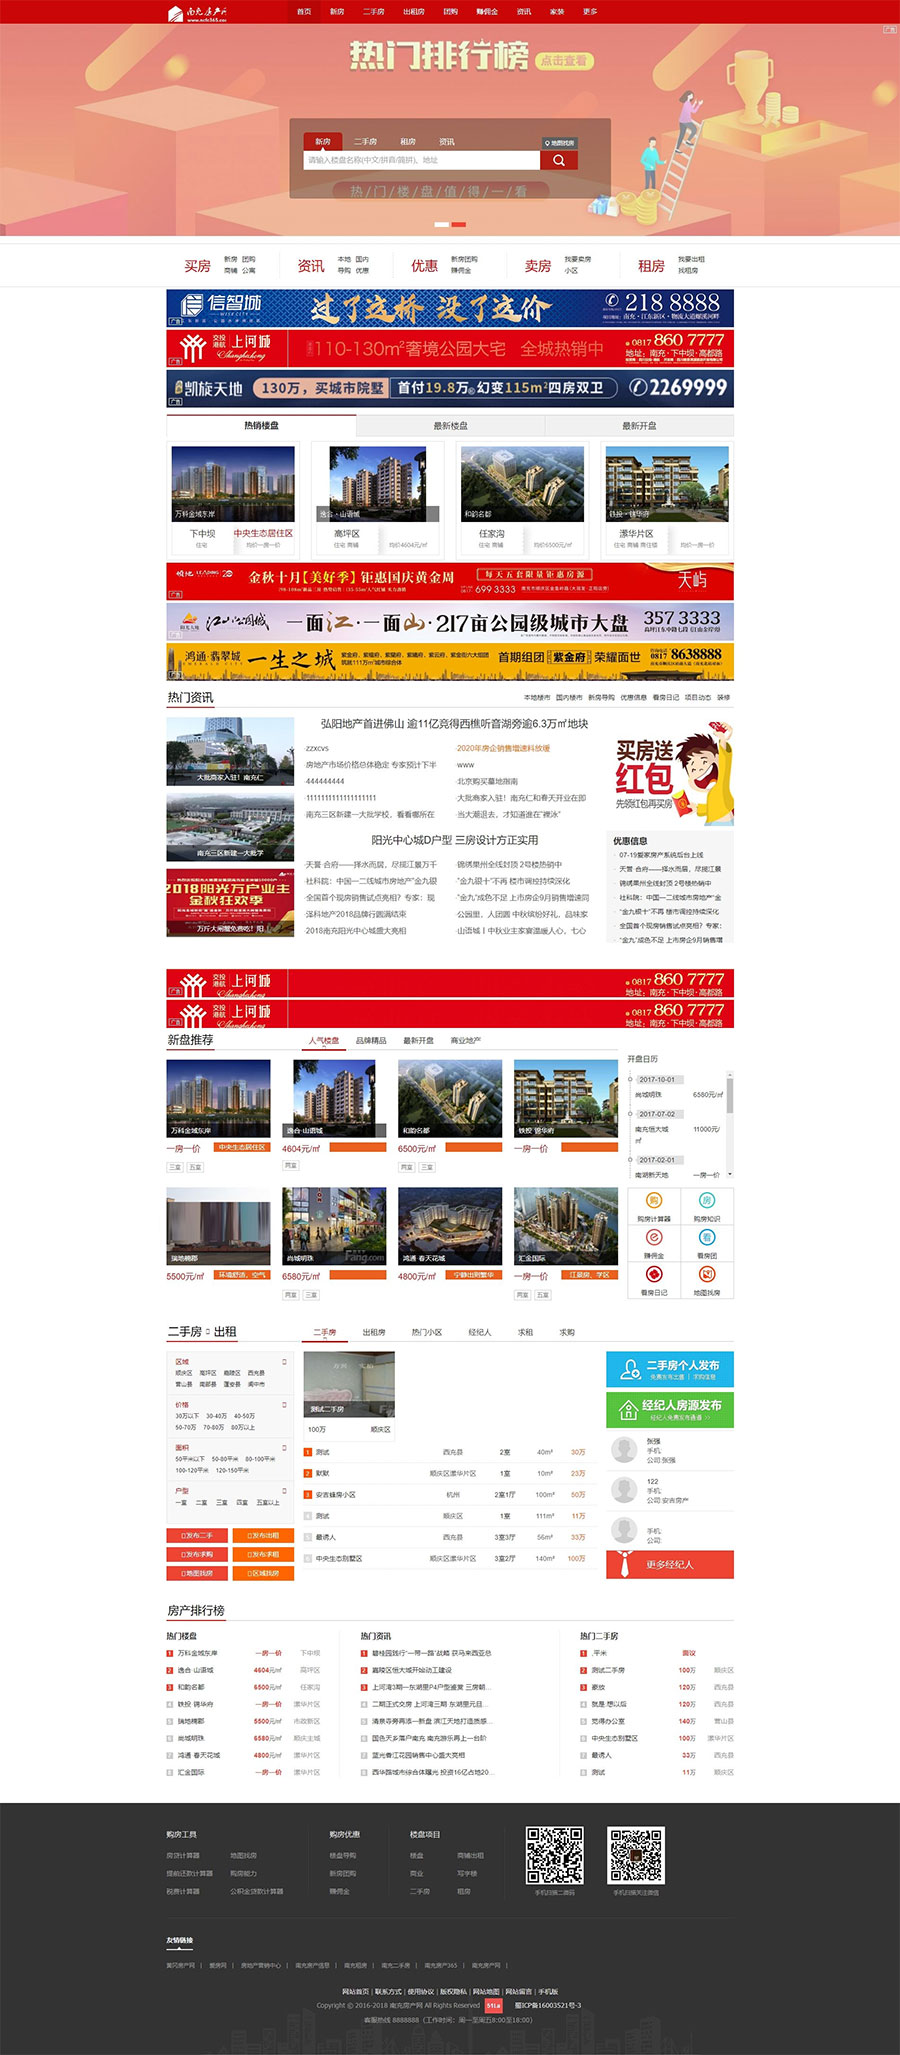 南充房产网
www.ncfc365.com
首页 新房 二手房 出租房 团购 赚佣金 资讯 家装 更多
广告
热门排行榜 点击查看
新房 二手房 租房 资讯 地图找房
请输入楼盘名称(中文/拼音/简拼)、地址
热/门/楼/盘/值/得/一/看
买房 新房 团购
商铺 公寓
资讯 本地 国内
导购 优惠
优惠 新房团购
赚佣金
卖房 我要卖房
小区
租房 我要出租
找租房
信智城 过了这桥 没了这价 218 8888
交投港航 上河城 110-130m²奢境公园大宅 全城热销中 0817 860 7777
地址：南充·下中坝·高都路
凯旋天地 130万，买城市院墅 首付19.8万 幻变115m²四房双卫 2269999
热销楼盘 最新楼盘 最新开盘
万科金域东岸 逸合·山语城 和韵名都 铁投·锦华府
下中坝 中央生态居住区 高坪区 任家沟 潆华片区
住宅 均价一房一价 住宅 商铺 均价4604元/㎡ 住宅 商铺 均价6500元/㎡ 均价一房一价
金秋十月【美好季】钜惠国庆黄金周 每天五套限量钜惠房源 699 3333 天屿
江山公园城 一面江·一面山·217亩公园级城市大盘 357 3333
鸿通·翡翠城 一生之城 首期组团 紫金府 荣耀面世 0817 8638888
热门资讯 本地楼市 国内楼市 新房导购 优惠信息 看房日记 项目动态 装修
弘阳地产首进佛山 逾11亿竞得西樵听音湖旁逾6.3万㎡地块
·zzxcvs ·2020年房企销售增速料放缓
·房地产市场价格总体稳定 专家预计下半 ·www
·444444444 ·北京购买墓地指南
·1111111111111111111 ·大批商家入驻！南充仁和春天开业在即
·南充三区新建一大批学校，看看哪所在 ·当大潮退去，才知道谁在“裸泳”
大批商家入驻！南充仁
南充三区新建一大批学
2018阳光万户业主
金秋狂欢季
万斤大闸蟹免费吃！阳
买房送
红包
先领红包再买房
阳光中心城D户型 三房设计方正实用
·天誉·合府——择水而居，尽揽江景万千 ·锦绣果州全线封顶 2号楼热销中
·社科院：中国一二线城市房地产“金九银 ·“金九银十”不再 楼市调控持续深化
·全国首个现房销售试点亮相？专家：现 ·“金九”成色不足 上市房企9月销售增速同
·泽科地产2018品牌行圆满结束 ·公园里，人团圆 中秋缤纷好礼，品味家
·2018南充阳光中心城盛大亮相 ·山语城丨中秋业主家宴温暖人心，七心
优惠信息
· 07-19爱家房产系统后台上线
· 天誉·合府——择水而居，尽揽江景
· 锦绣果州全线封顶 2号楼热销中
· 社科院：中国一二线城市房地产“金
· “金九银十”不再 楼市调控持续深化
· 全国首个现房销售试点亮相？专家：
· “金九”成色不足 上市房企9月销售增
交投港航 上河城 0817 860 7777
地址：南充·下中坝·高都路
交投港航 上河城 0817 860 7777
地址：南充·下中坝·高都路
新盘推荐 人气楼盘 品牌精品 最新开盘 商业地产 开盘日历
万科金域东岸 逸合·山语城 和韵名都 铁投·锦华府
一房一价 中央生态居住区 4604元/㎡ 6500元/㎡ 一房一价
三室 五室 两室 两室 三室
2017-10-01
尚城明珠 6580元/㎡
2017-07-02
南充恒大城 11000元/㎡
2017-02-01
南湖新天地 一房一价
瑞地楠郡 尚城明珠 鸿通·春天花城 汇金国际
5500元/㎡ 环境舒适、空气 6580元/㎡ 4800元/㎡ 宁静出则繁华 一房一价 江景房、学区
两室 三室 两室 五室
购房计算器 购房知识
赚佣金 看房团
看房日记 地图找房
二手房 出租 二手房 出租房 热门小区 经纪人 求租 求购
区域
顺庆区 高坪区 嘉陵区 西充县
营山县 南部县 蓬安县 阆中市
价格
30万以下 30-40万 40-50万
50-70万 70-80万 80万以上
面积
50平米以下 50-80平米 80-100平米
100-120平米 120-150平米
户型
一室 二室 三室 四室 五室以上
发布二手 发布出租
发布求购 发布求租
地图找房 区域找房
测试二手房
100万 顺庆区
1 测试 西充县 2室 40m² 30万
2 默默 顺庆区潆华片区 1室 10m² 23万
3 安吉臻房小区 杭州 2室1厅 100m² 50万
4 测试 顺庆区 1室 111m² 11万
5 最诱人 西充县 3室3厅 56m² 33万
6 中央生态别墅区 顺庆区潆华片区 3室2厅 140m² 100万
二手房个人发布
免费发布出售 | 求购信息
经纪人房源发布
经纪人免费发布通道 >>
张强
手机:
公司:张强
122
手机:
公司:安吉房产
手机:
公司:
更多经纪人
房产排行榜
热门楼盘 热门资讯 热门二手房
1 万科金域东岸 一房一价 下中坝
2 逸合·山语城 4604元/㎡ 高坪区
3 和韵名都 6500元/㎡ 任家沟
4 铁投·锦华府 一房一价 潆华片区
5 瑞地楠郡 5500元/㎡ 市政新区
6 尚城明珠 6580元/㎡ 顺庆主城
7 鸿通·春天花城 4800元/㎡ 潆华片区
8 汇金国际 一房一价 潆华片区
1 碧桂园践行“一带一路”战略 获马来西亚总
2 嘉陵区恒大城开始动工建设
3 上河湾3期—东湖里P4户型鉴赏 三房朝...
4 二期正式交房 上河湾三期 东湖里元旦...
5 清泉寺旁再添一新盘 滨江天地打造质感...
6 国色天乡落户南充 南充游乐再上一台阶
7 蓝光香江花园销售中心盛大亮相
8 西华路城市综合体曝光 投资16亿占地20...
1 .平米 面议
2 测试二手房 100万 顺庆区
3 豪放 120万 西充县
4 就是 想以后 120万 西充县
5 觉得办公室 140万 营山县
6 中央生态别墅区 100万 潆华片区
7 最诱人 33万 西充县
8 测试 11万 顺庆区
购房工具 购房优惠 楼盘项目
房贷计算器 地图找房 楼盘导购 楼盘 商铺出租
提前还款计算器 购房能力 新房团购 商业 写字楼
税费计算器 公积金贷款计算器 赚佣金 二手房 租房
手机扫描二维码 手机扫描关注微信
友情链接
黄冈房产网 | 搬房网 | 房地产营销中心 | 南充房产信息 | 南充租房 | 南充二手房 | 南充房产365 | 南充房产网 |
网站首页 | 联系方式 | 使用协议 | 版权隐私 | 网站地图 | 网站留言 | 手机版
Copyright © 2016-2018 南充房产网 All Rights Reserved 51La 蜀ICP备16003521号-3
客服热线 8888888（工作时间：周一至周五8:00至18:00）